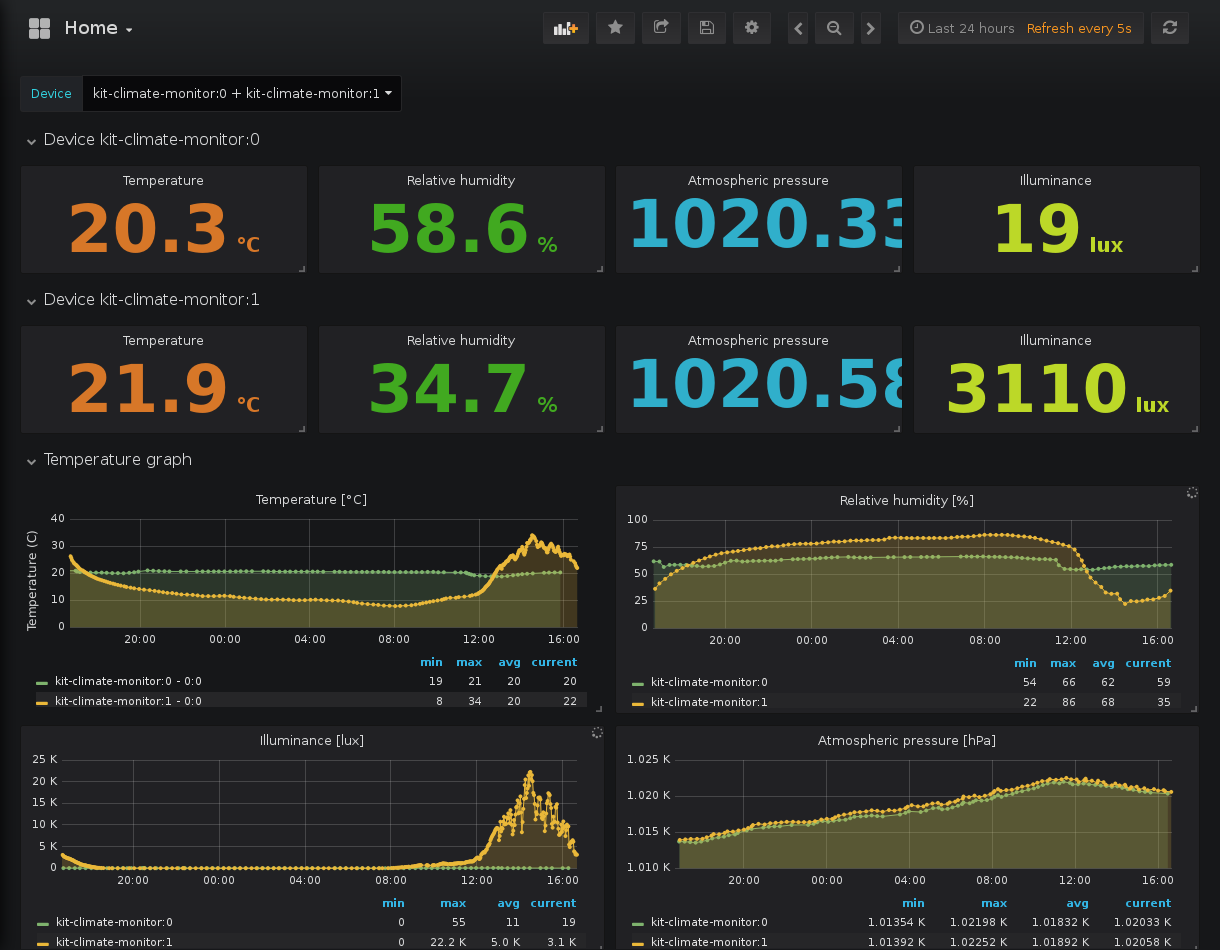 Home
Last 24 hours Refresh every 5s
Device kit-climate-monitor:0 + kit-climate-monitor:1
Device kit-climate-monitor:0
Temperature Relative humidity Atmospheric pressure Illuminance
20.3 °C 58.6 % 1020.33 19 lux
Device kit-climate-monitor:1
Temperature Relative humidity Atmospheric pressure Illuminance
21.9 °C 34.7 % 1020.58 3110 lux
Temperature graph
Temperature [°C]
Temperature (C)
40
30
20
10
0
20:00 00:00 04:00 08:00 12:00 16:00
min max avg current
kit-climate-monitor:0 - 0:0 19 21 20 20
kit-climate-monitor:1 - 0:0 8 34 20 22
Relative humidity [%]
100
75
50
25
0
20:00 00:00 04:00 08:00 12:00 16:00
min max avg current
kit-climate-monitor:0 54 66 62 59
kit-climate-monitor:1 22 86 68 35
Illuminance [lux]
25 K
20 K
15 K
10 K
5 K
0
20:00 00:00 04:00 08:00 12:00 16:00
min max avg current
kit-climate-monitor:0 0 55 11 19
kit-climate-monitor:1 0 22.2 K 5.0 K 3.1 K
Atmospheric pressure [hPa]
1.025 K
1.020 K
1.015 K
1.010 K
20:00 00:00 04:00 08:00 12:00 16:00
min max avg current
kit-climate-monitor:0 1.01354 K 1.02198 K 1.01832 K 1.02033 K
kit-climate-monitor:1 1.01392 K 1.02252 K 1.01892 K 1.02058 K